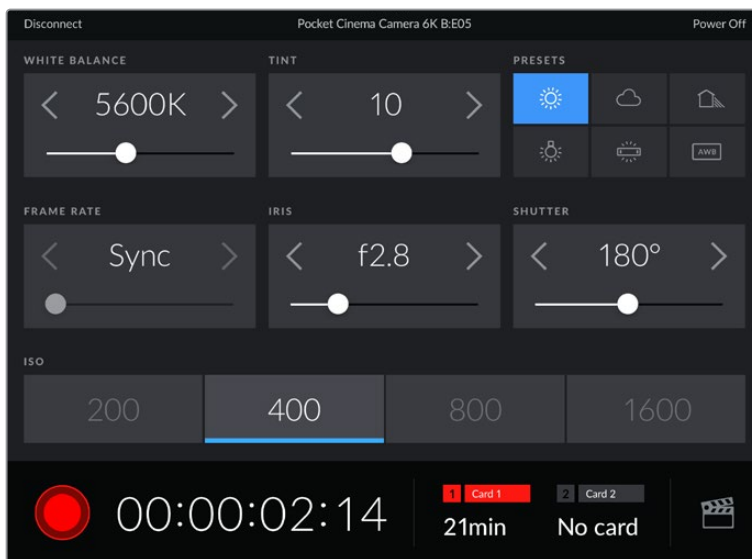 Disconnect Pocket Cinema Camera 6K B:E05 Power Off
WHITE BALANCE TINT PRESETS
5600K 10
AWB
FRAME RATE IRIS SHUTTER
Sync f2.8 180°
ISO
200 400 800 1600
00:00:02:14
1 Card 1 2 Card 2
21min No card